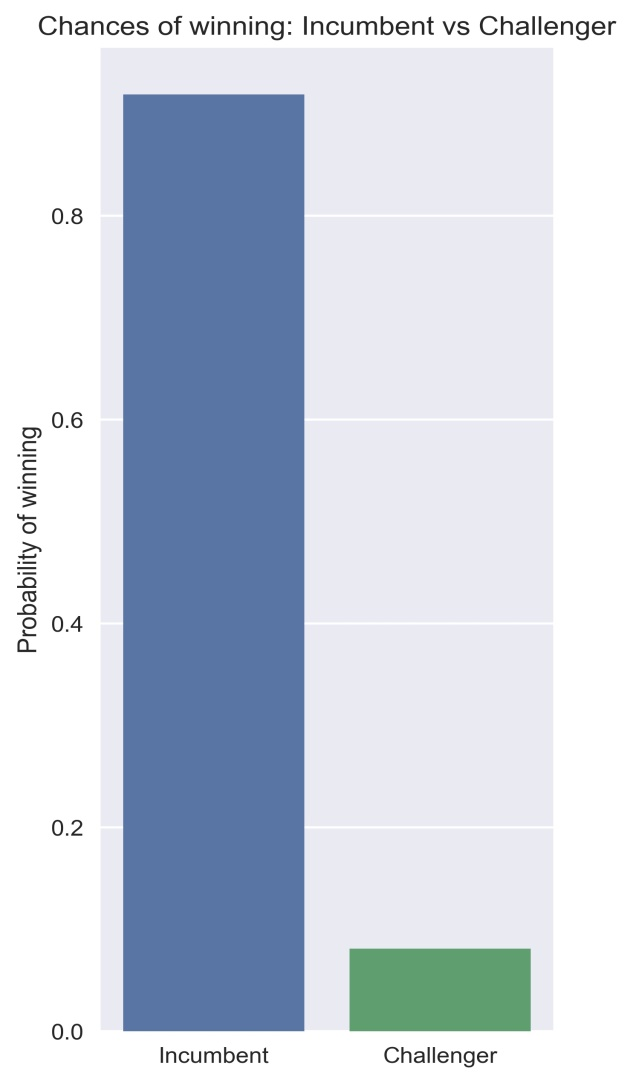 Chances of winning: Incumbent vs Challenger
Probability of winning
0.8
0.6
0.4
0.2
0.0
Incumbent
Challenger